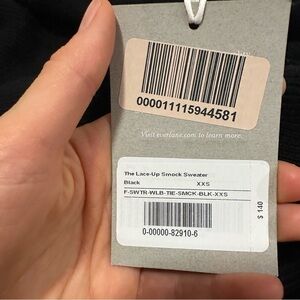 000011115944581
Visit everlane.com to learn more.
The Lace-Up Smock Sweater
Black XXS
F-SWTR-WLB-TIE-SMCK-BLK-XXS
0-00000-82910-6
$ 140